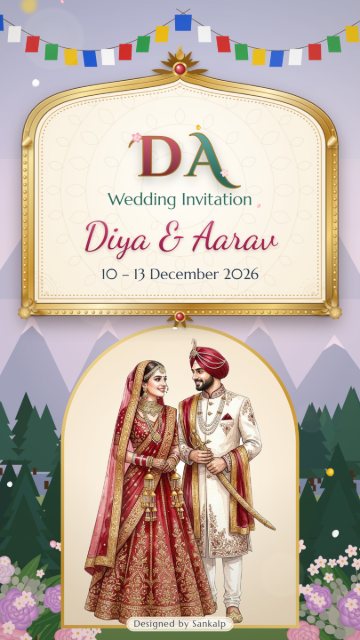 DA
Wedding Invitation
Diya & Aarav
10 – 13 December 2026
Designed by Sankalp